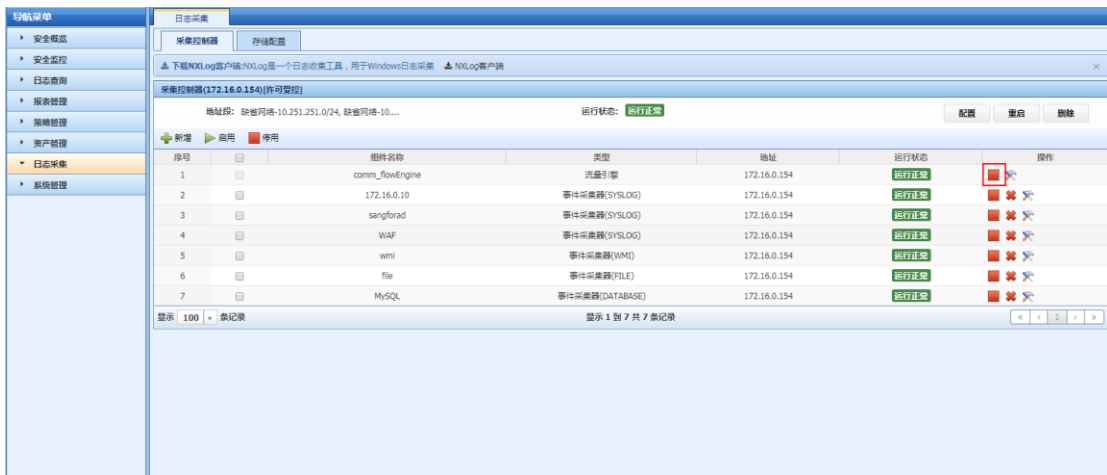 导航菜单
安全概览
安全监控
日志查询
报表管理
策略管理
资产管理
日志采集
系统管理
日志采集
采集控制器 存储配置
下载NXLog客户端:NXLog是一个日志收集工具，用于Windows日志采集 NXLog客户端
采集控制器(172.16.0.154)[许可受控]
地址段: 缺省网络-10.251.251.0/24, 缺省网络-10.... 运行状态: 运行正常 配置 重启 删除
新增 启用 停用
序号 组件名称 类型 地址 运行状态 操作
1 comm_flowEngine 流量引擎 172.16.0.154 运行正常
2 172.16.0.10 事件采集器(SYSLOG) 172.16.0.154 运行正常
3 sangforad 事件采集器(SYSLOG) 172.16.0.154 运行正常
4 WAF 事件采集器(SYSLOG) 172.16.0.154 运行正常
5 wmi 事件采集器(WMI) 172.16.0.154 运行正常
6 file 事件采集器(FILE) 172.16.0.154 运行正常
7 MySQL 事件采集器(DATABASE) 172.16.0.154 运行正常
显示 100 条记录 显示 1 到 7 共 7 条记录 « ‹ 1 › »